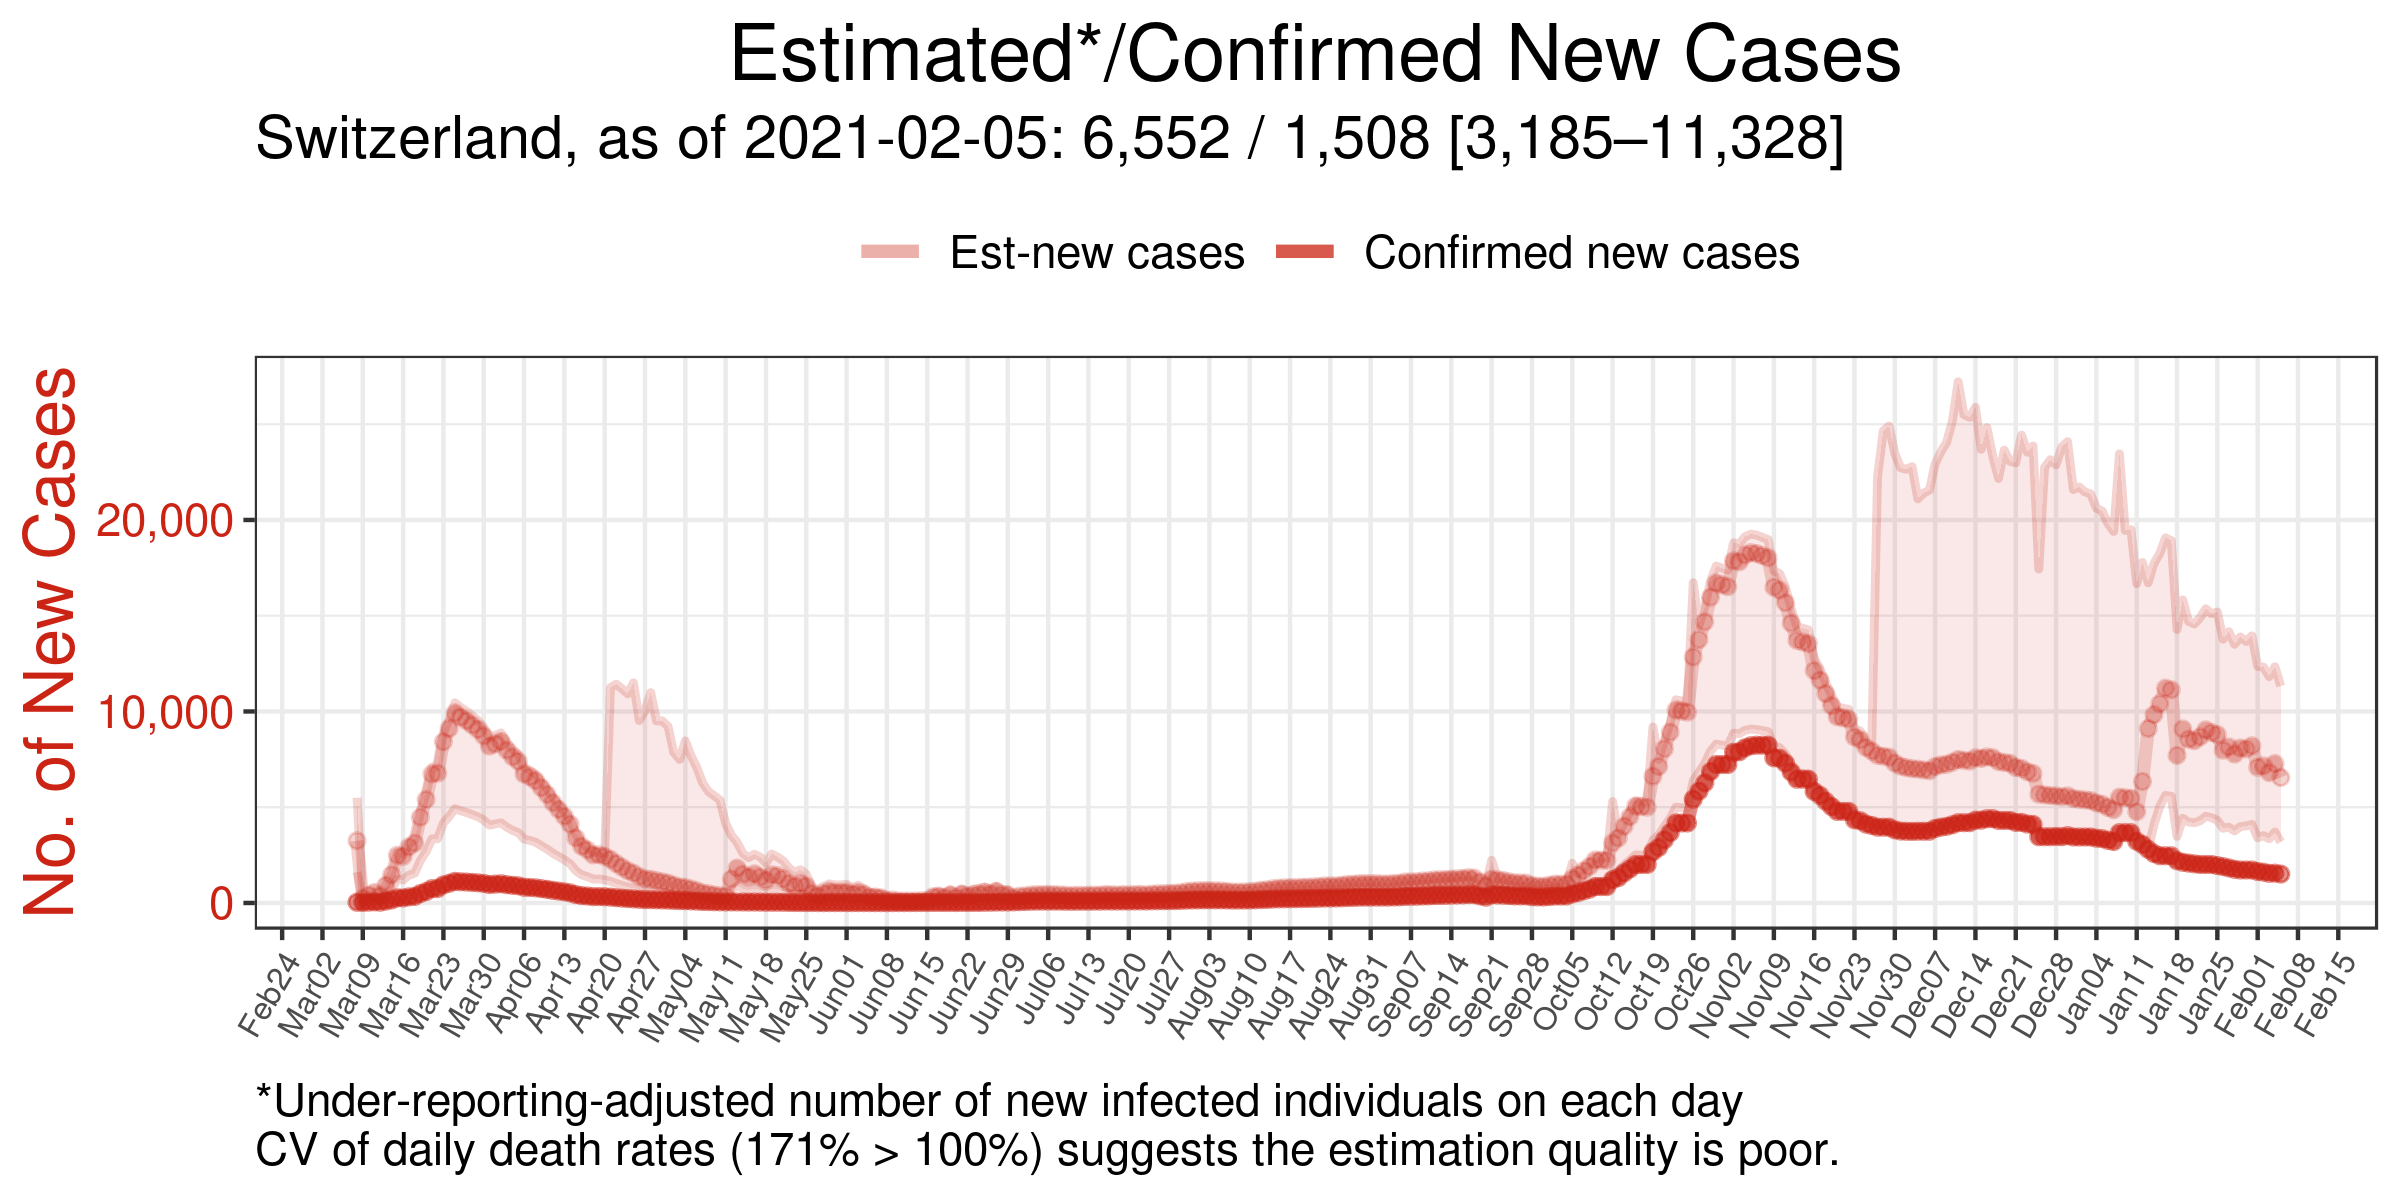 Estimated*/Confirmed New Cases
Switzerland, as of 2021-02-05: 6,552 / 1,508 [3,185–11,328]
Est-new cases
Confirmed new cases
No. of New Cases
20,000
10,000
0
Feb24
Mar02
Mar09
Mar16
Mar23
Mar30
Apr06
Apr13
Apr20
Apr27
May04
May11
May18
May25
Jun01
Jun08
Jun15
Jun22
Jun29
Jul06
Jul13
Jul20
Jul27
Aug03
Aug10
Aug17
Aug24
Aug31
Sep07
Sep14
Sep21
Sep28
Oct05
Oct12
Oct19
Oct26
Nov02
Nov09
Nov16
Nov23
Nov30
Dec07
Dec14
Dec21
Dec28
Jan04
Jan11
Jan18
Jan25
Feb01
Feb08
Feb15
*Under-reporting-adjusted number of new infected individuals on each day
CV of daily death rates (171% > 100%) suggests the estimation quality is poor.